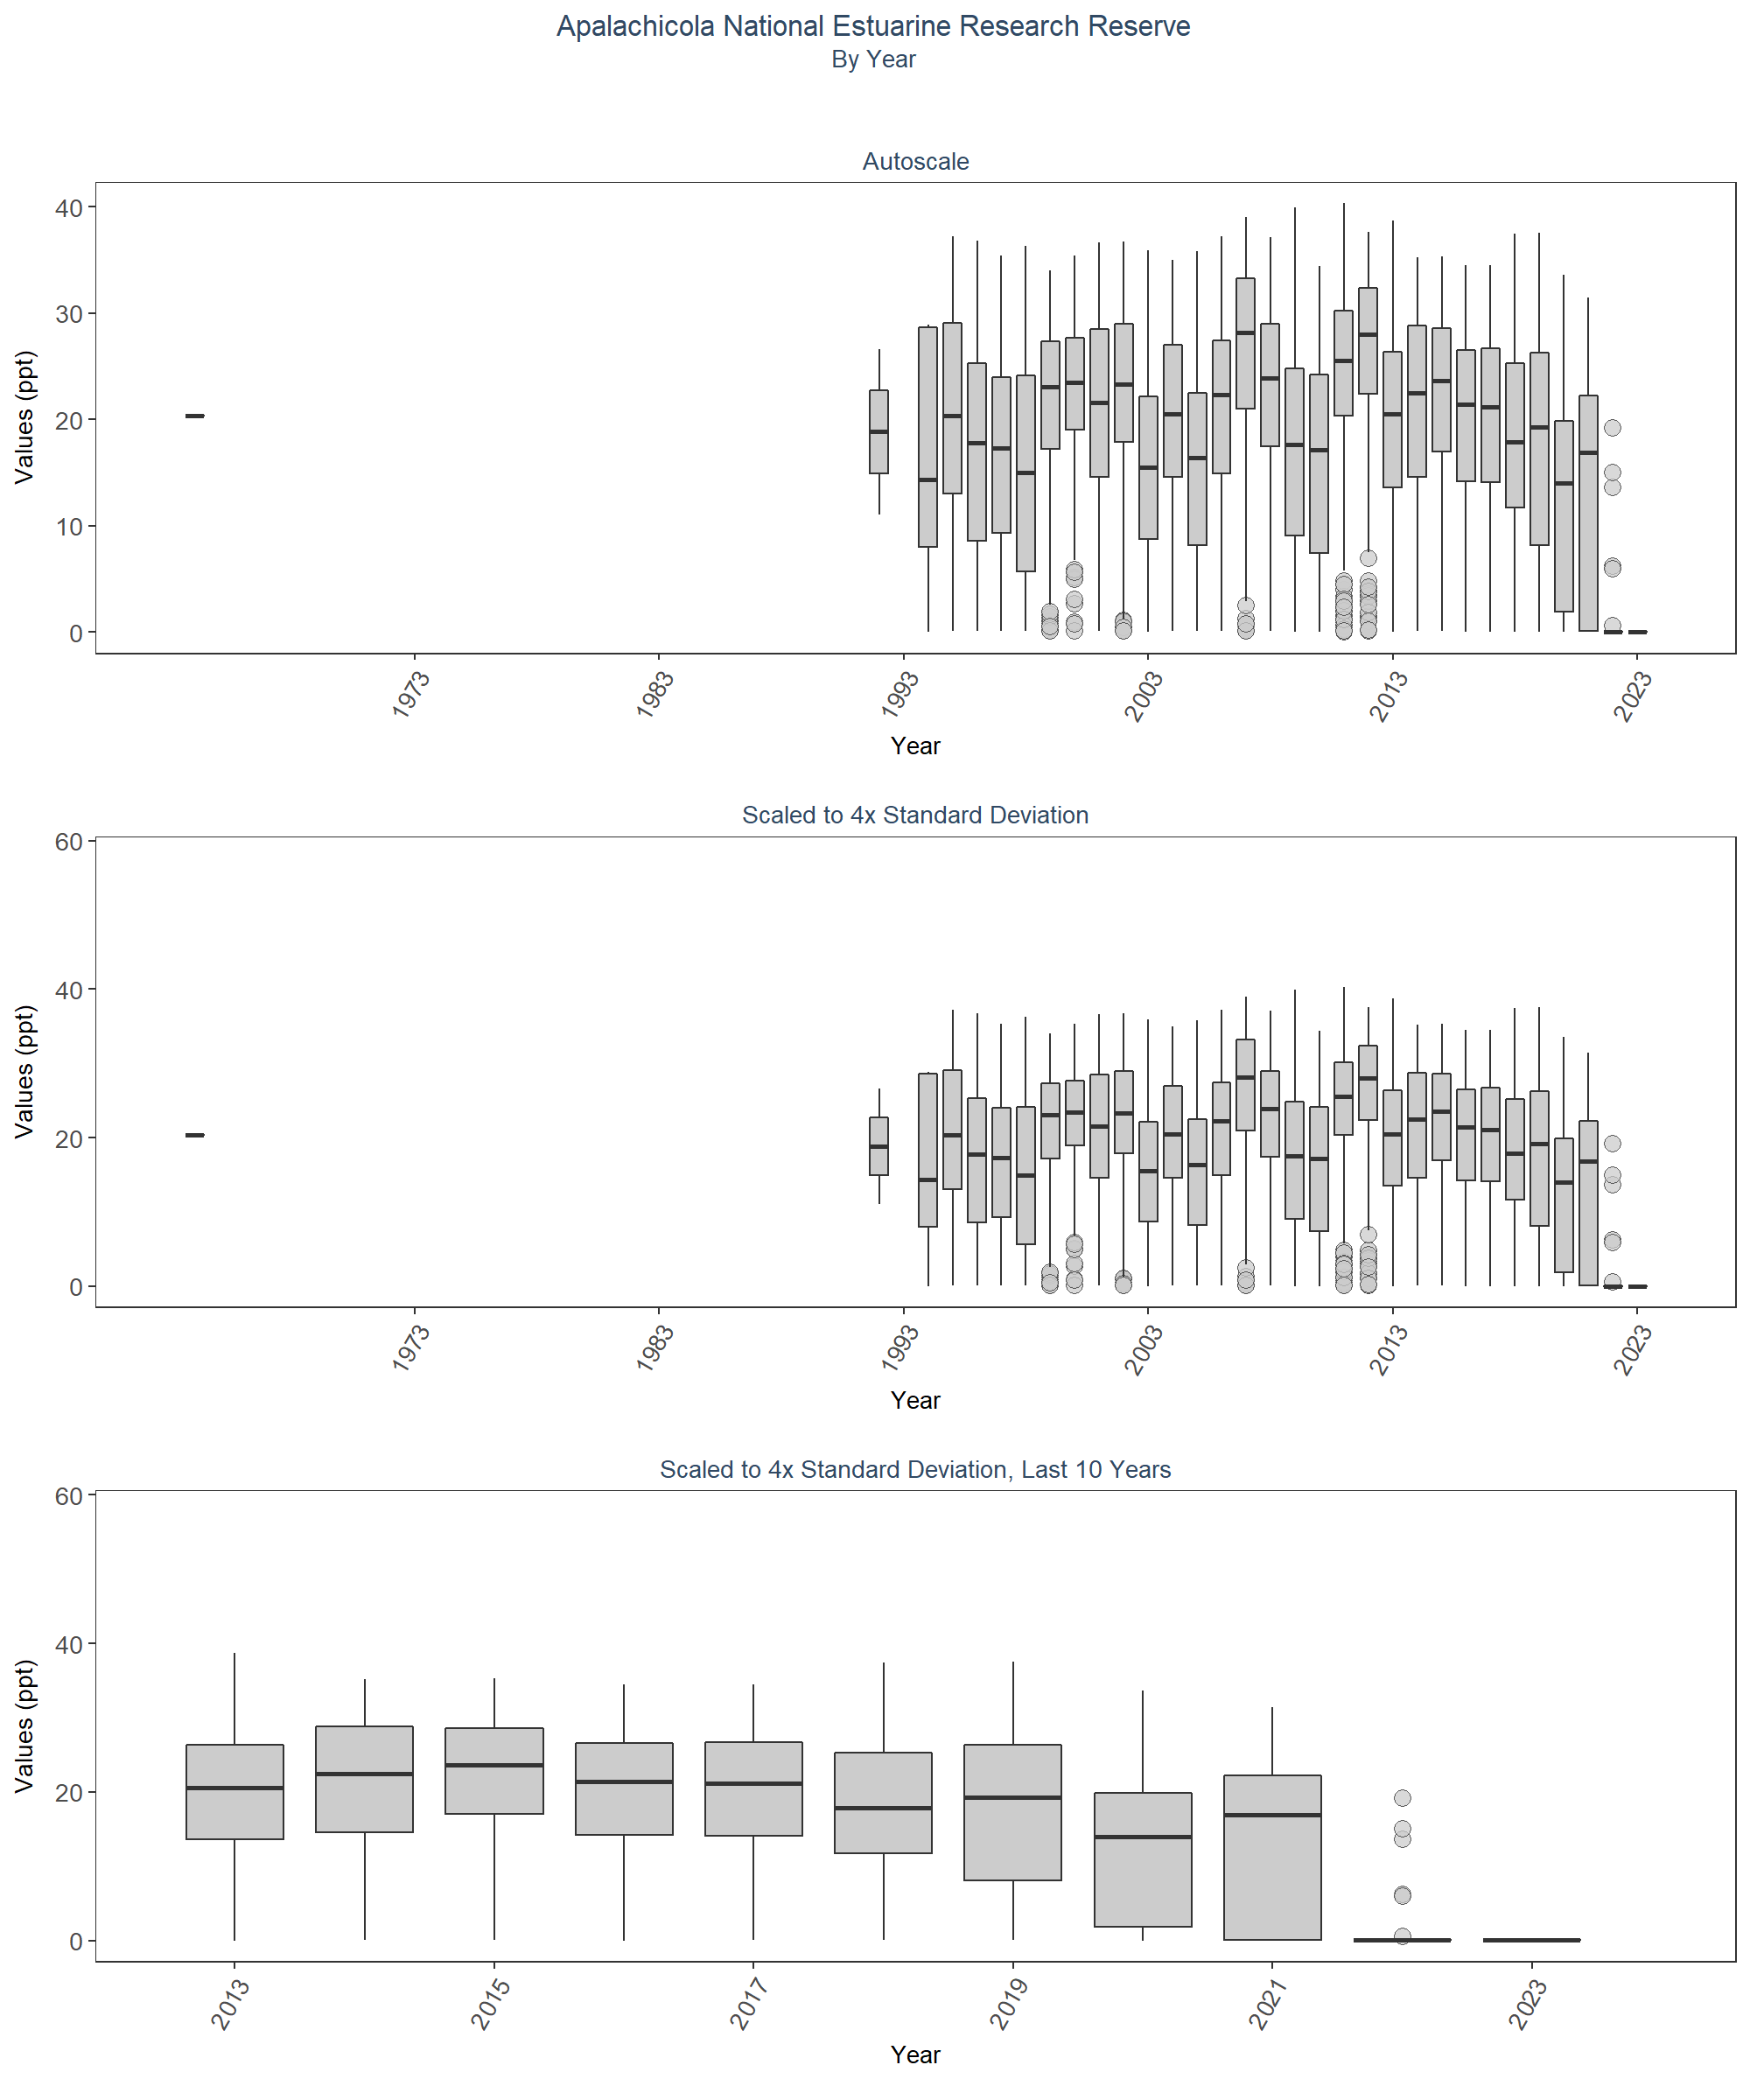 Apalachicola National Estuarine Research Reserve
By Year
Autoscale
Values (ppt)
40
30
20
10
0
1973 1983 1993 2003 2013 2023
Year
Scaled to 4x Standard Deviation
Values (ppt)
60
40
20
0
1973 1983 1993 2003 2013 2023
Year
Scaled to 4x Standard Deviation, Last 10 Years
Values (ppt)
60
40
20
0
2013 2015 2017 2019 2021 2023
Year